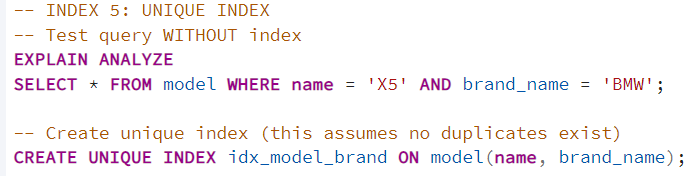 -- INDEX 5: UNIQUE INDEX
-- Test query WITHOUT index
EXPLAIN ANALYZE
SELECT * FROM model WHERE name = 'X5' AND brand_name = 'BMW';
-- Create unique index (this assumes no duplicates exist)
CREATE UNIQUE INDEX idx_model_brand ON model(name, brand_name);